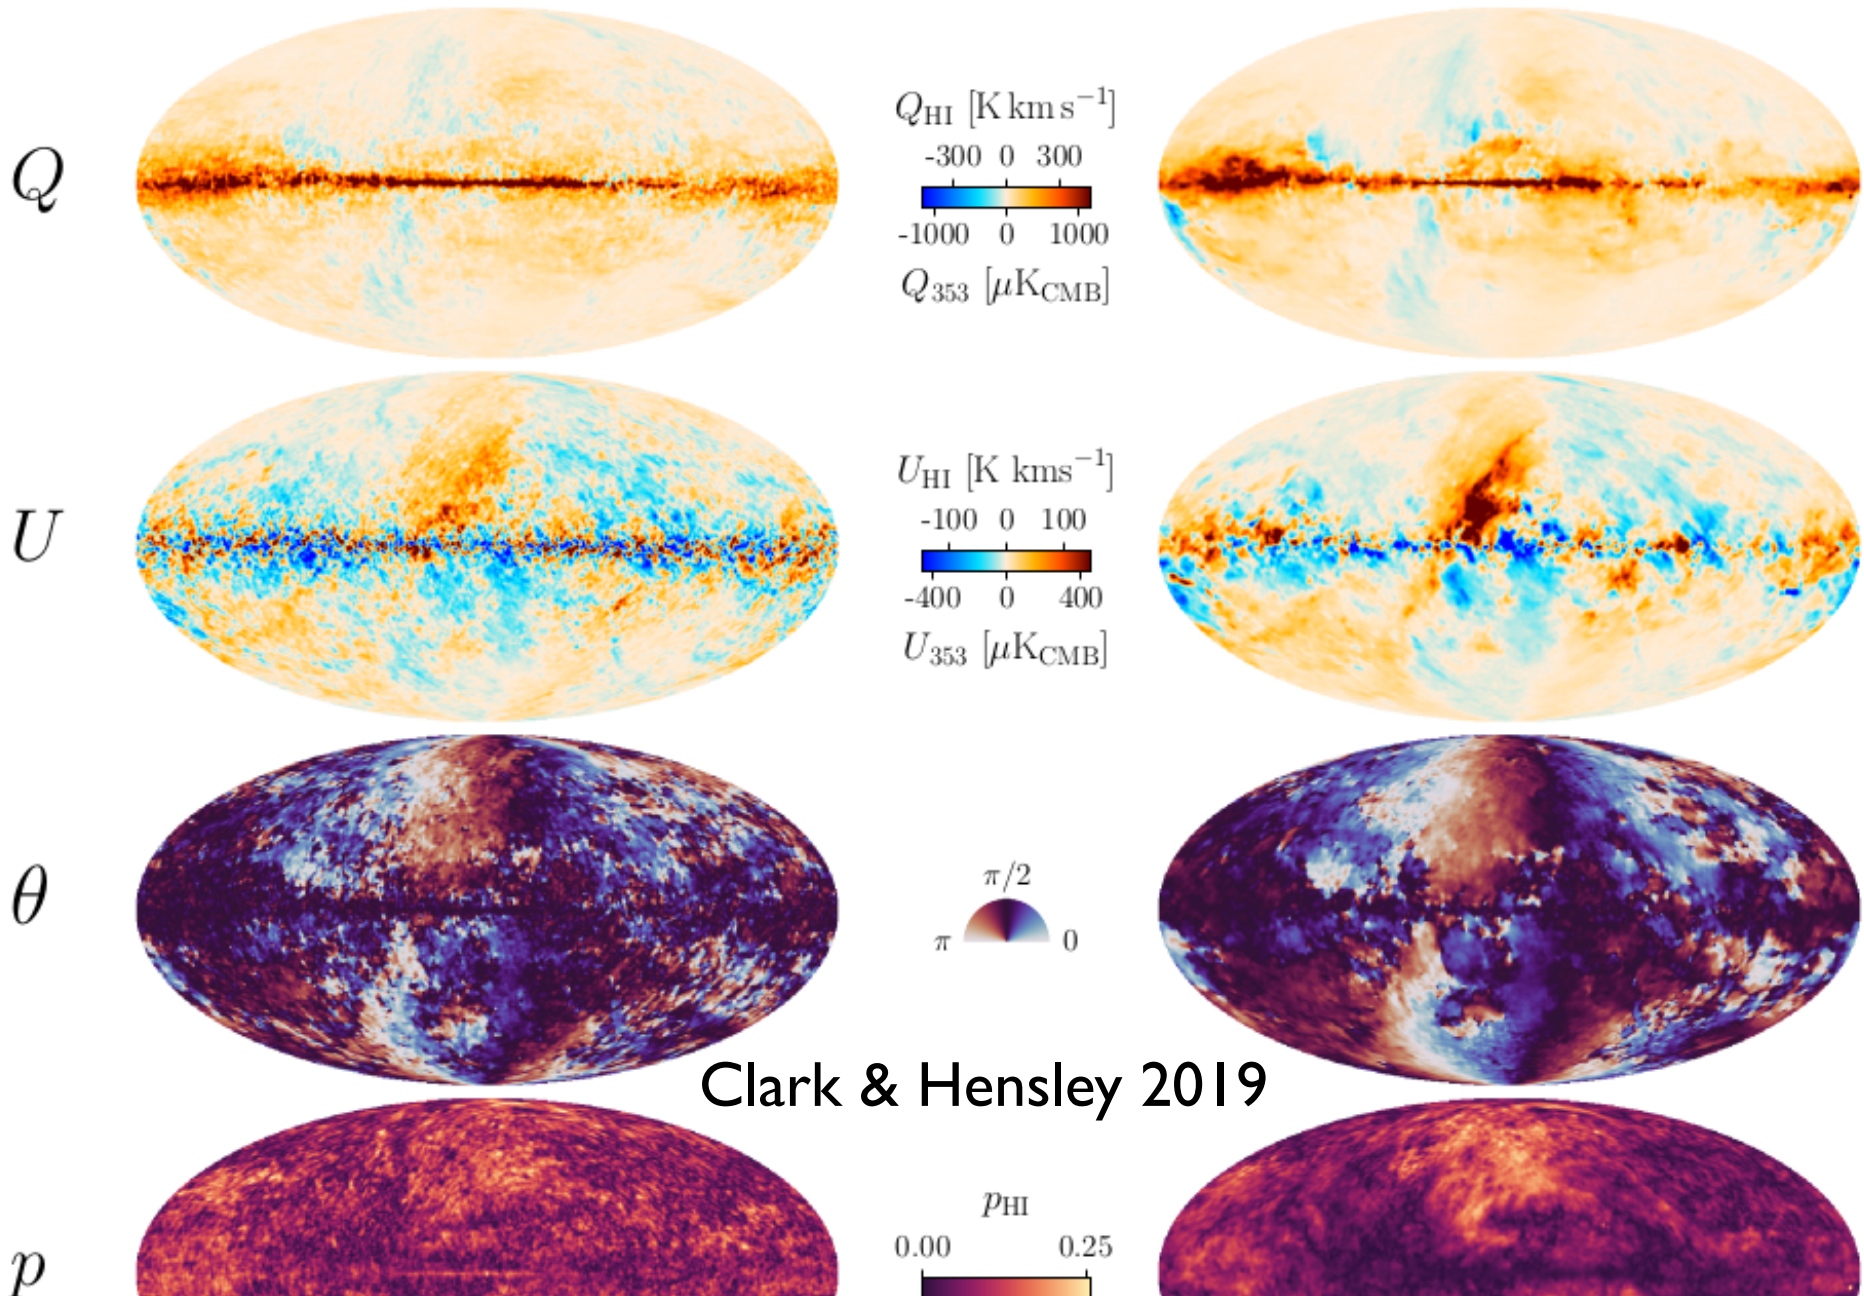 Q
Q_HI [K km s⁻¹]
-300 0 300
-1000 0 1000
Q_353 [μK_CMB]
U
U_HI [K kms⁻¹]
-100 0 100
-400 0 400
U_353 [μK_CMB]
θ
π/2
π 0
Clark & Hensley 2019
p
p_HI
0.00 0.25